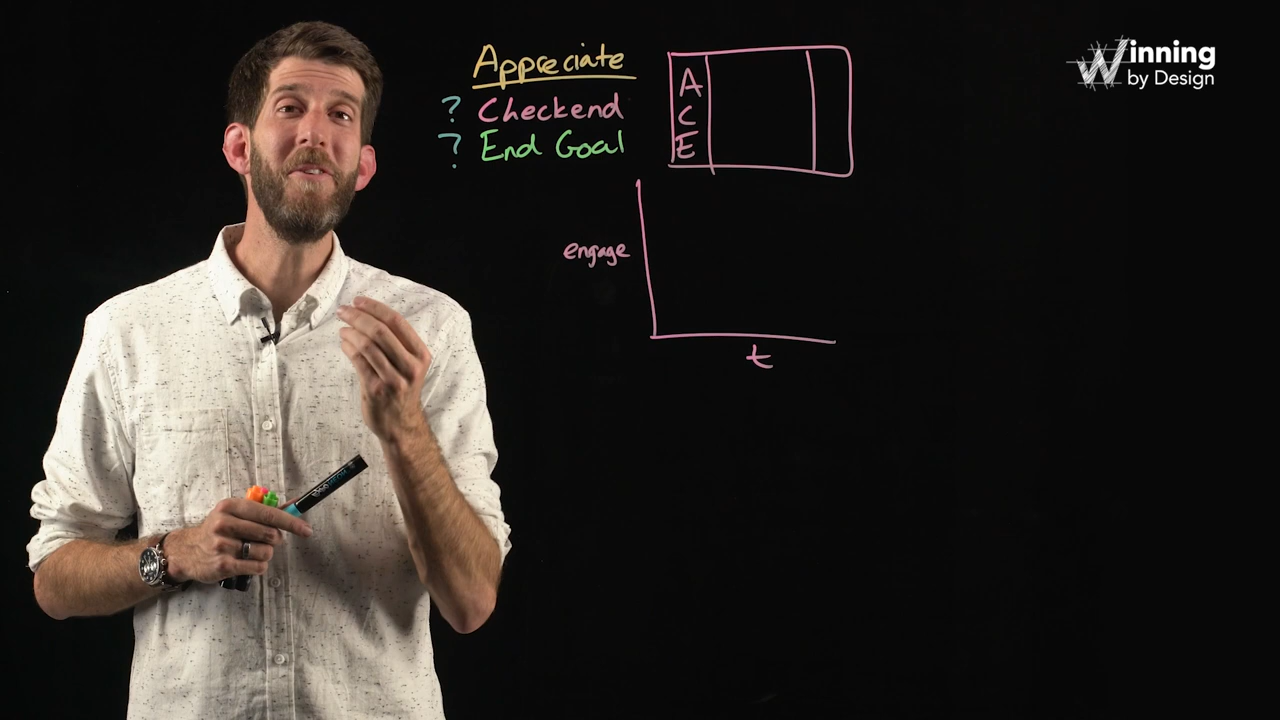 Appreciate
? Checkend
? End Goal
A
C
E
engage
t
Winning
by Design